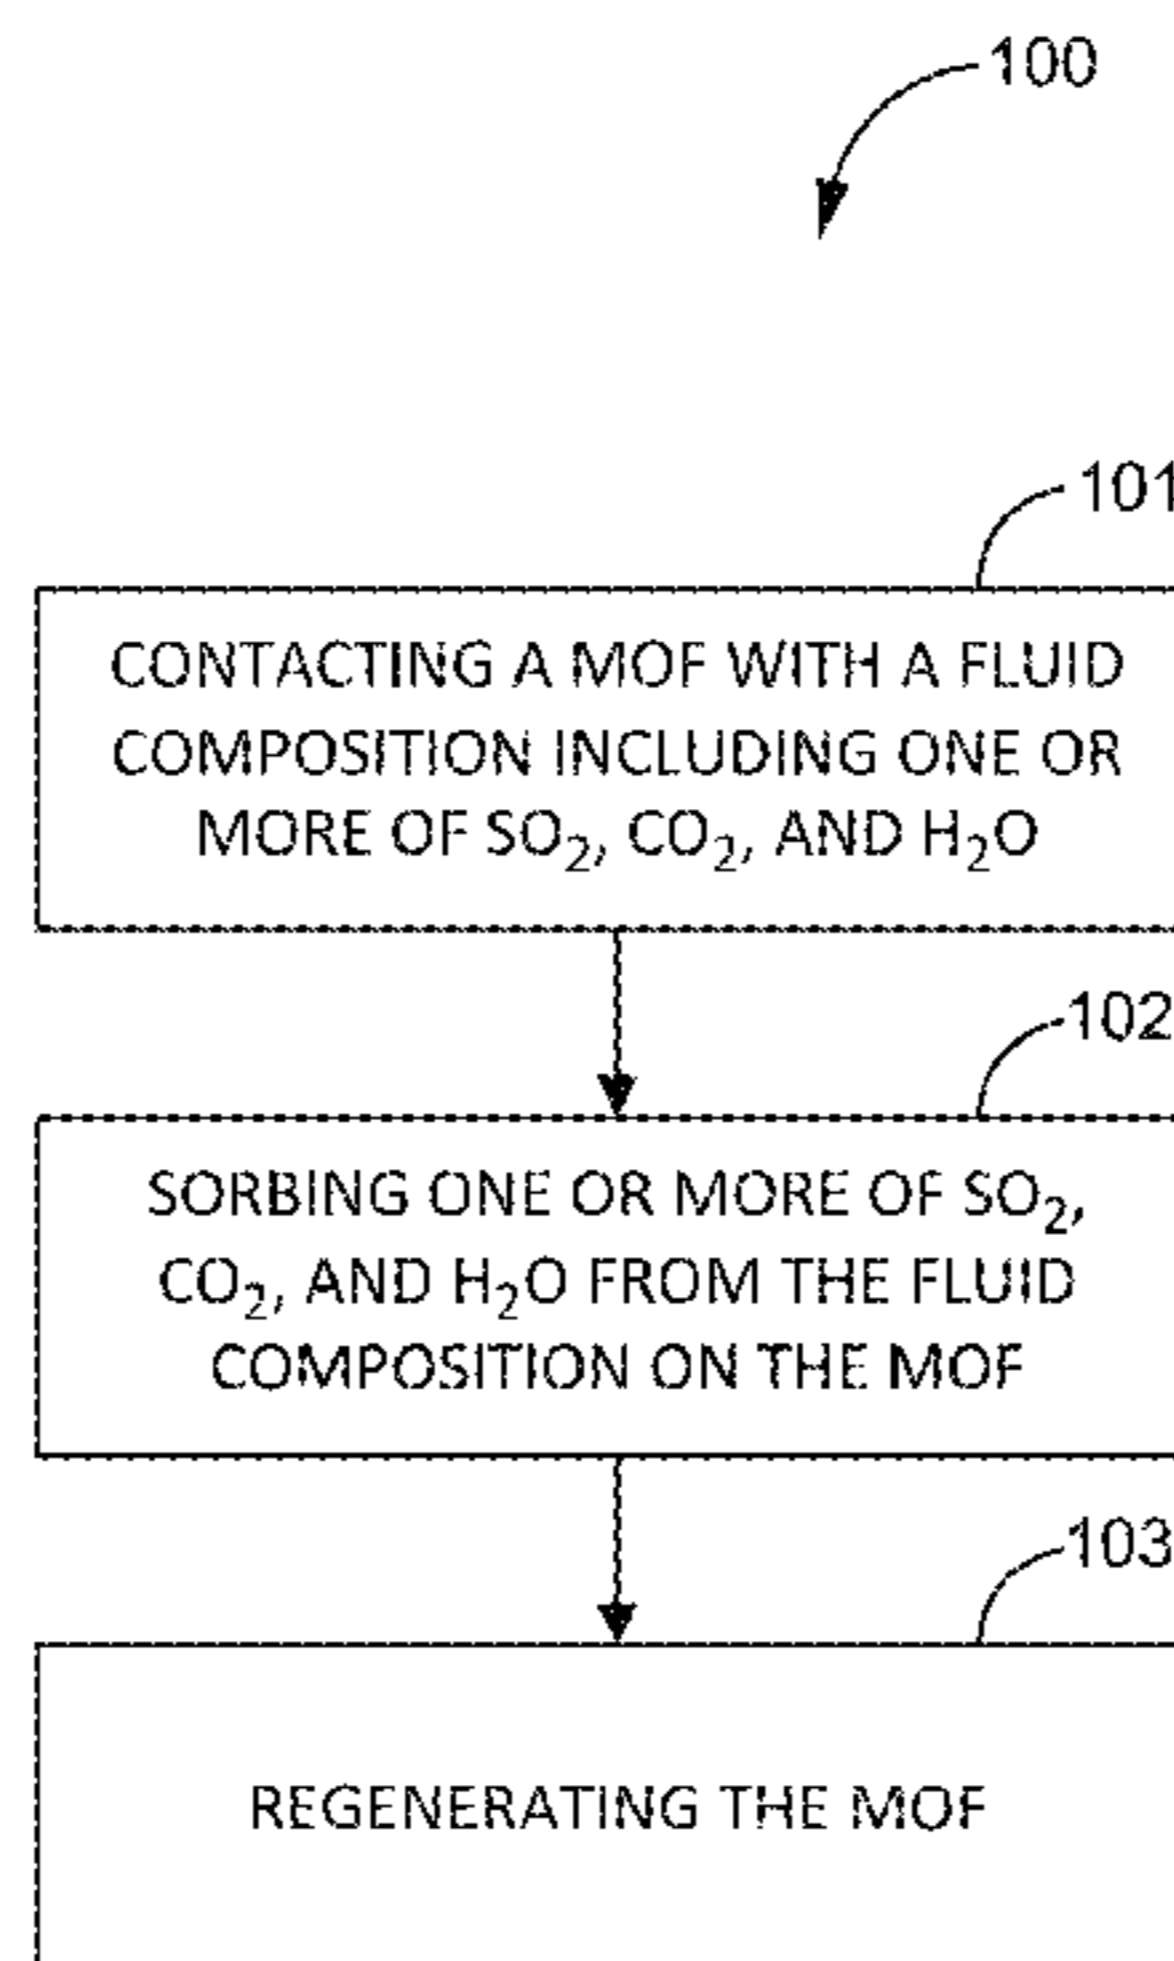 100
101
CONTACTING A MOF WITH A FLUID
COMPOSITION INCLUDING ONE OR
MORE OF SO₂, CO₂, AND H₂O
102
SORBING ONE OR MORE OF SO₂,
CO₂, AND H₂O FROM THE FLUID
COMPOSITION ON THE MOF
103
REGENERATING THE MOF